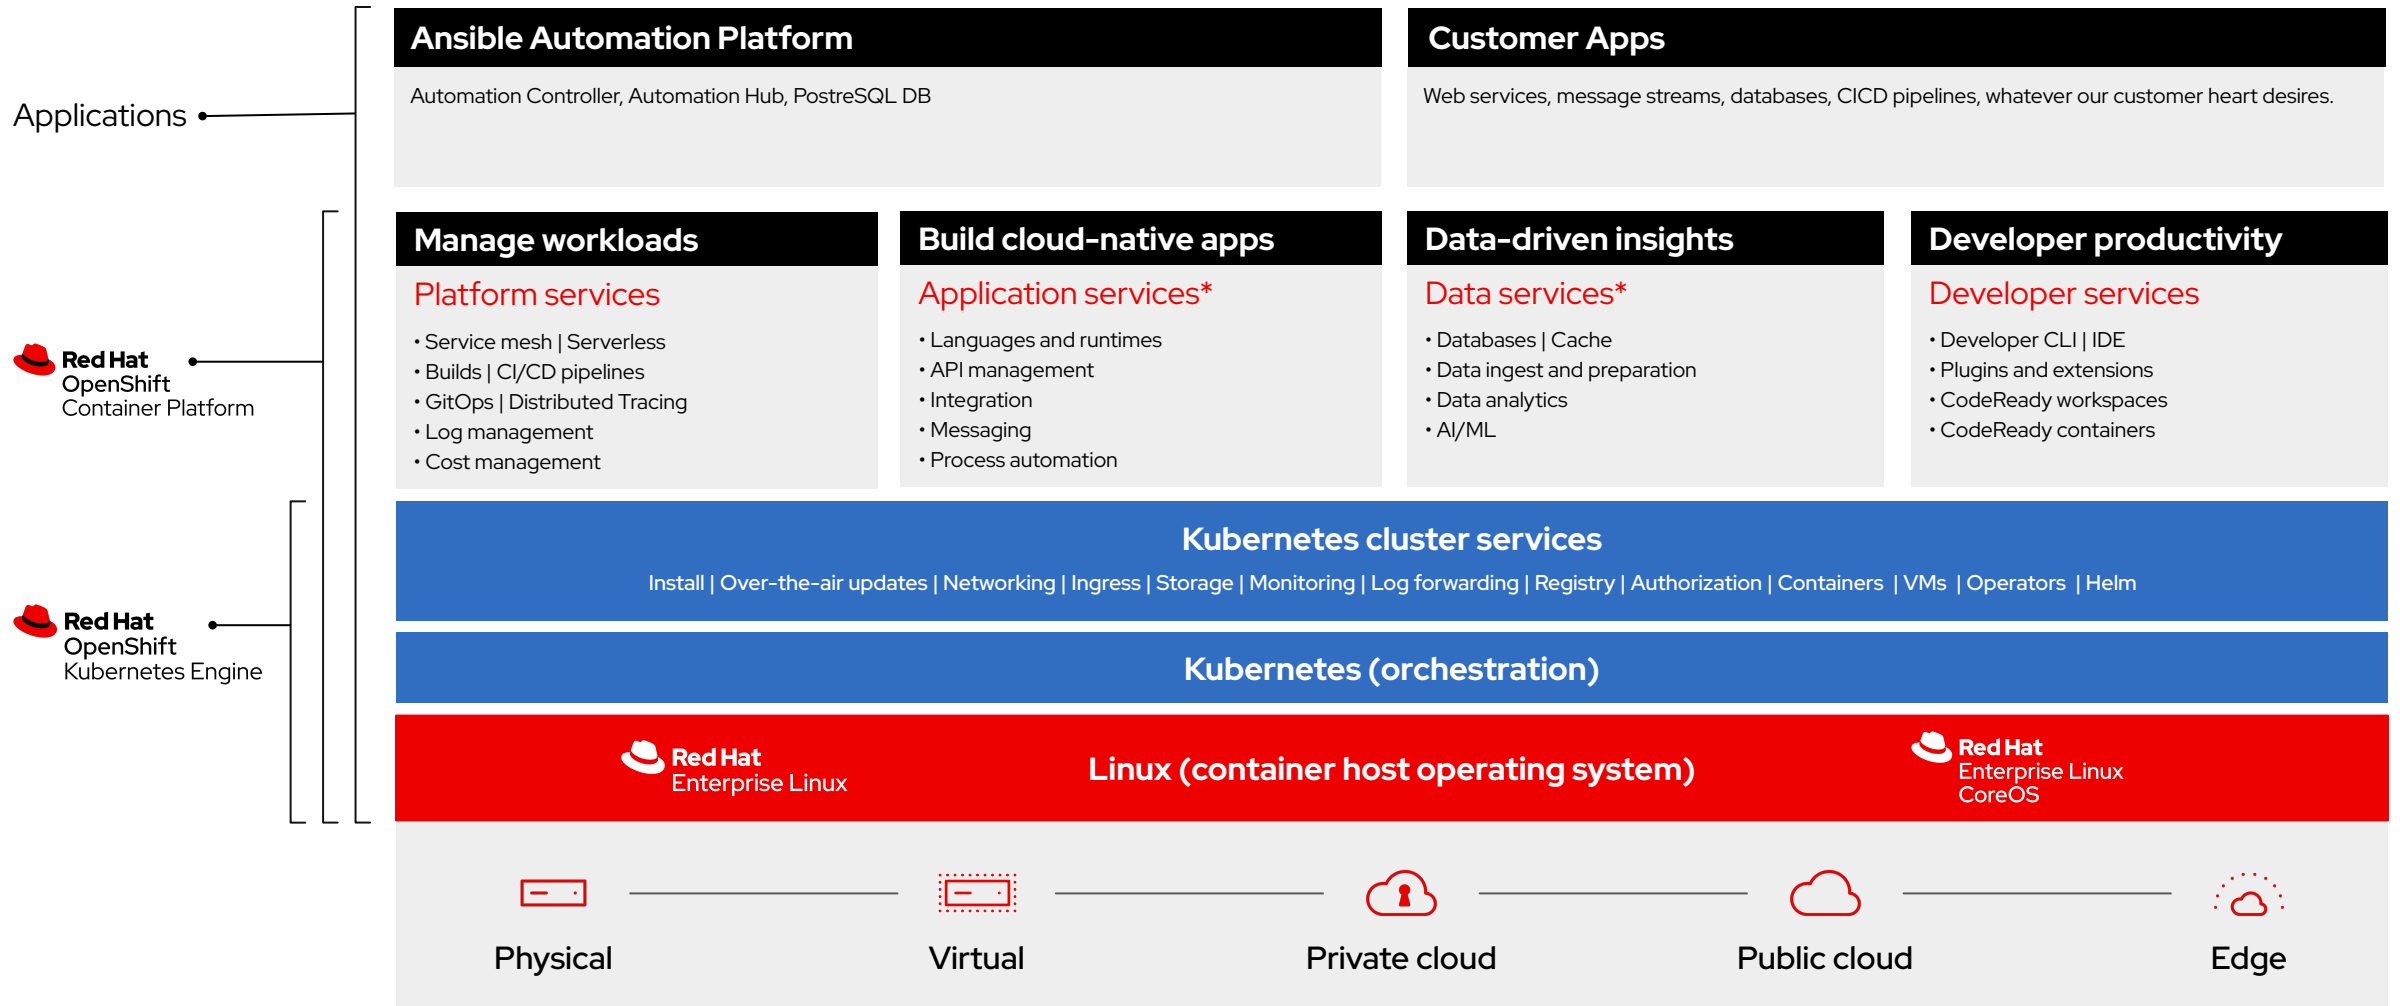 Ansible Automation Platform
Automation Controller, Automation Hub, PostreSQL DB
Customer Apps
Web services, message streams, databases, CICD pipelines, whatever our customer heart desires.
Applications
Manage workloads
Platform services
• Service mesh | Serverless
• Builds | CI/CD pipelines
• GitOps | Distributed Tracing
• Log management
• Cost management
Build cloud-native apps
Application services*
• Languages and runtimes
• API management
• Integration
• Messaging
• Process automation
Data-driven insights
Data services*
• Databases | Cache
• Data ingest and preparation
• Data analytics
• AI/ML
Developer productivity
Developer services
• Developer CLI | IDE
• Plugins and extensions
• CodeReady workspaces
• CodeReady containers
Red Hat
OpenShift
Container Platform
Kubernetes cluster services
Install | Over-the-air updates | Networking | Ingress | Storage | Monitoring | Log forwarding | Registry | Authorization | Containers | VMs | Operators | Helm
Red Hat
OpenShift
Kubernetes Engine
Kubernetes (orchestration)
Red Hat
Enterprise Linux
Linux (container host operating system)
Red Hat
Enterprise Linux
CoreOS
Physical
Virtual
Private cloud
Public cloud
Edge